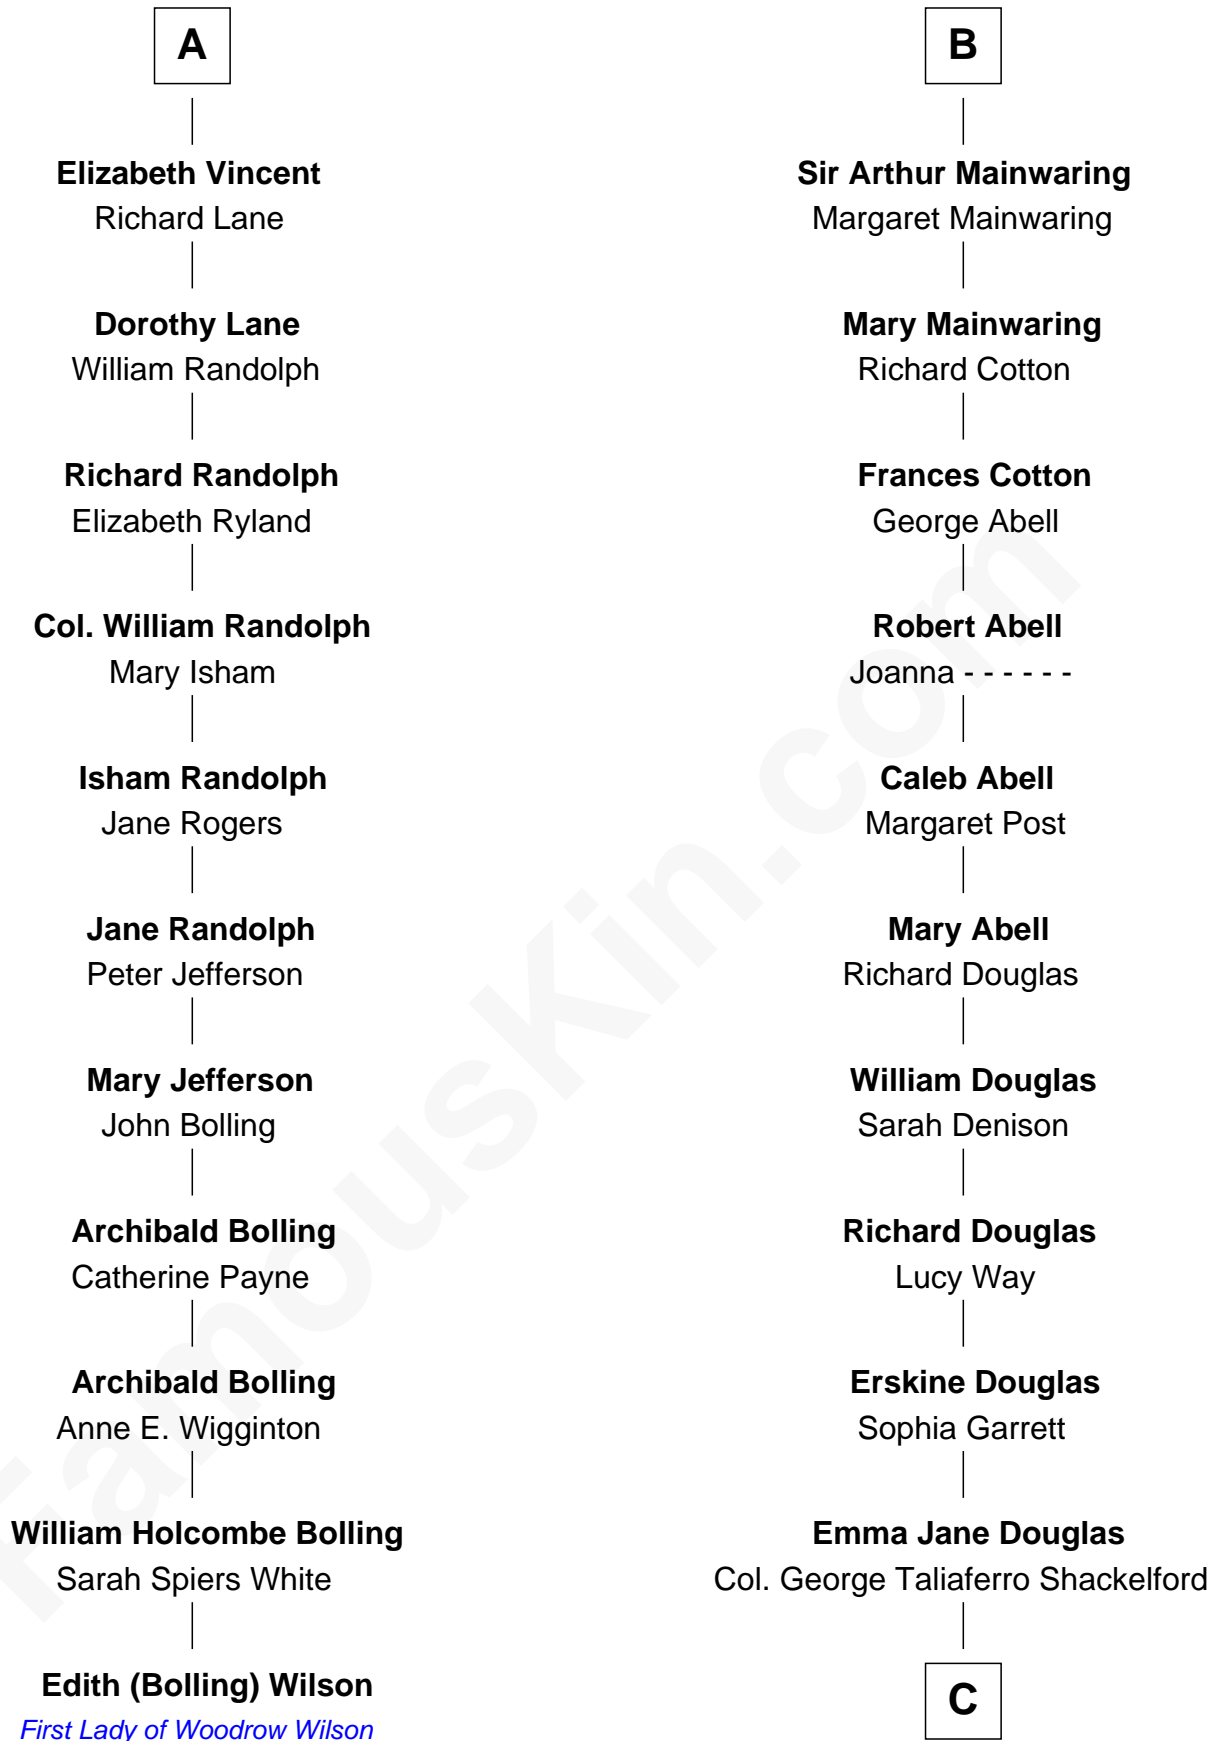 A
Elizabeth Vincent
Richard Lane
Dorothy Lane
William Randolph
Richard Randolph
Elizabeth Ryland
Col. William Randolph
Mary Isham
Isham Randolph
Jane Rogers
Jane Randolph
Peter Jefferson
Mary Jefferson
John Bolling
Archibald Bolling
Catherine Payne
Archibald Bolling
Anne E. Wigginton
William Holcombe Bolling
Sarah Spiers White
Edith (Bolling) Wilson
First Lady of Woodrow Wilson
B
Sir Arthur Mainwaring
Margaret Mainwaring
Mary Mainwaring
Richard Cotton
Frances Cotton
George Abell
Robert Abell
Joanna - - - - - -
Caleb Abell
Margaret Post
Mary Abell
Richard Douglas
William Douglas
Sarah Denison
Richard Douglas
Lucy Way
Erskine Douglas
Sophia Garrett
Emma Jane Douglas
Col. George Taliaferro Shackelford
C
FamousKin.com